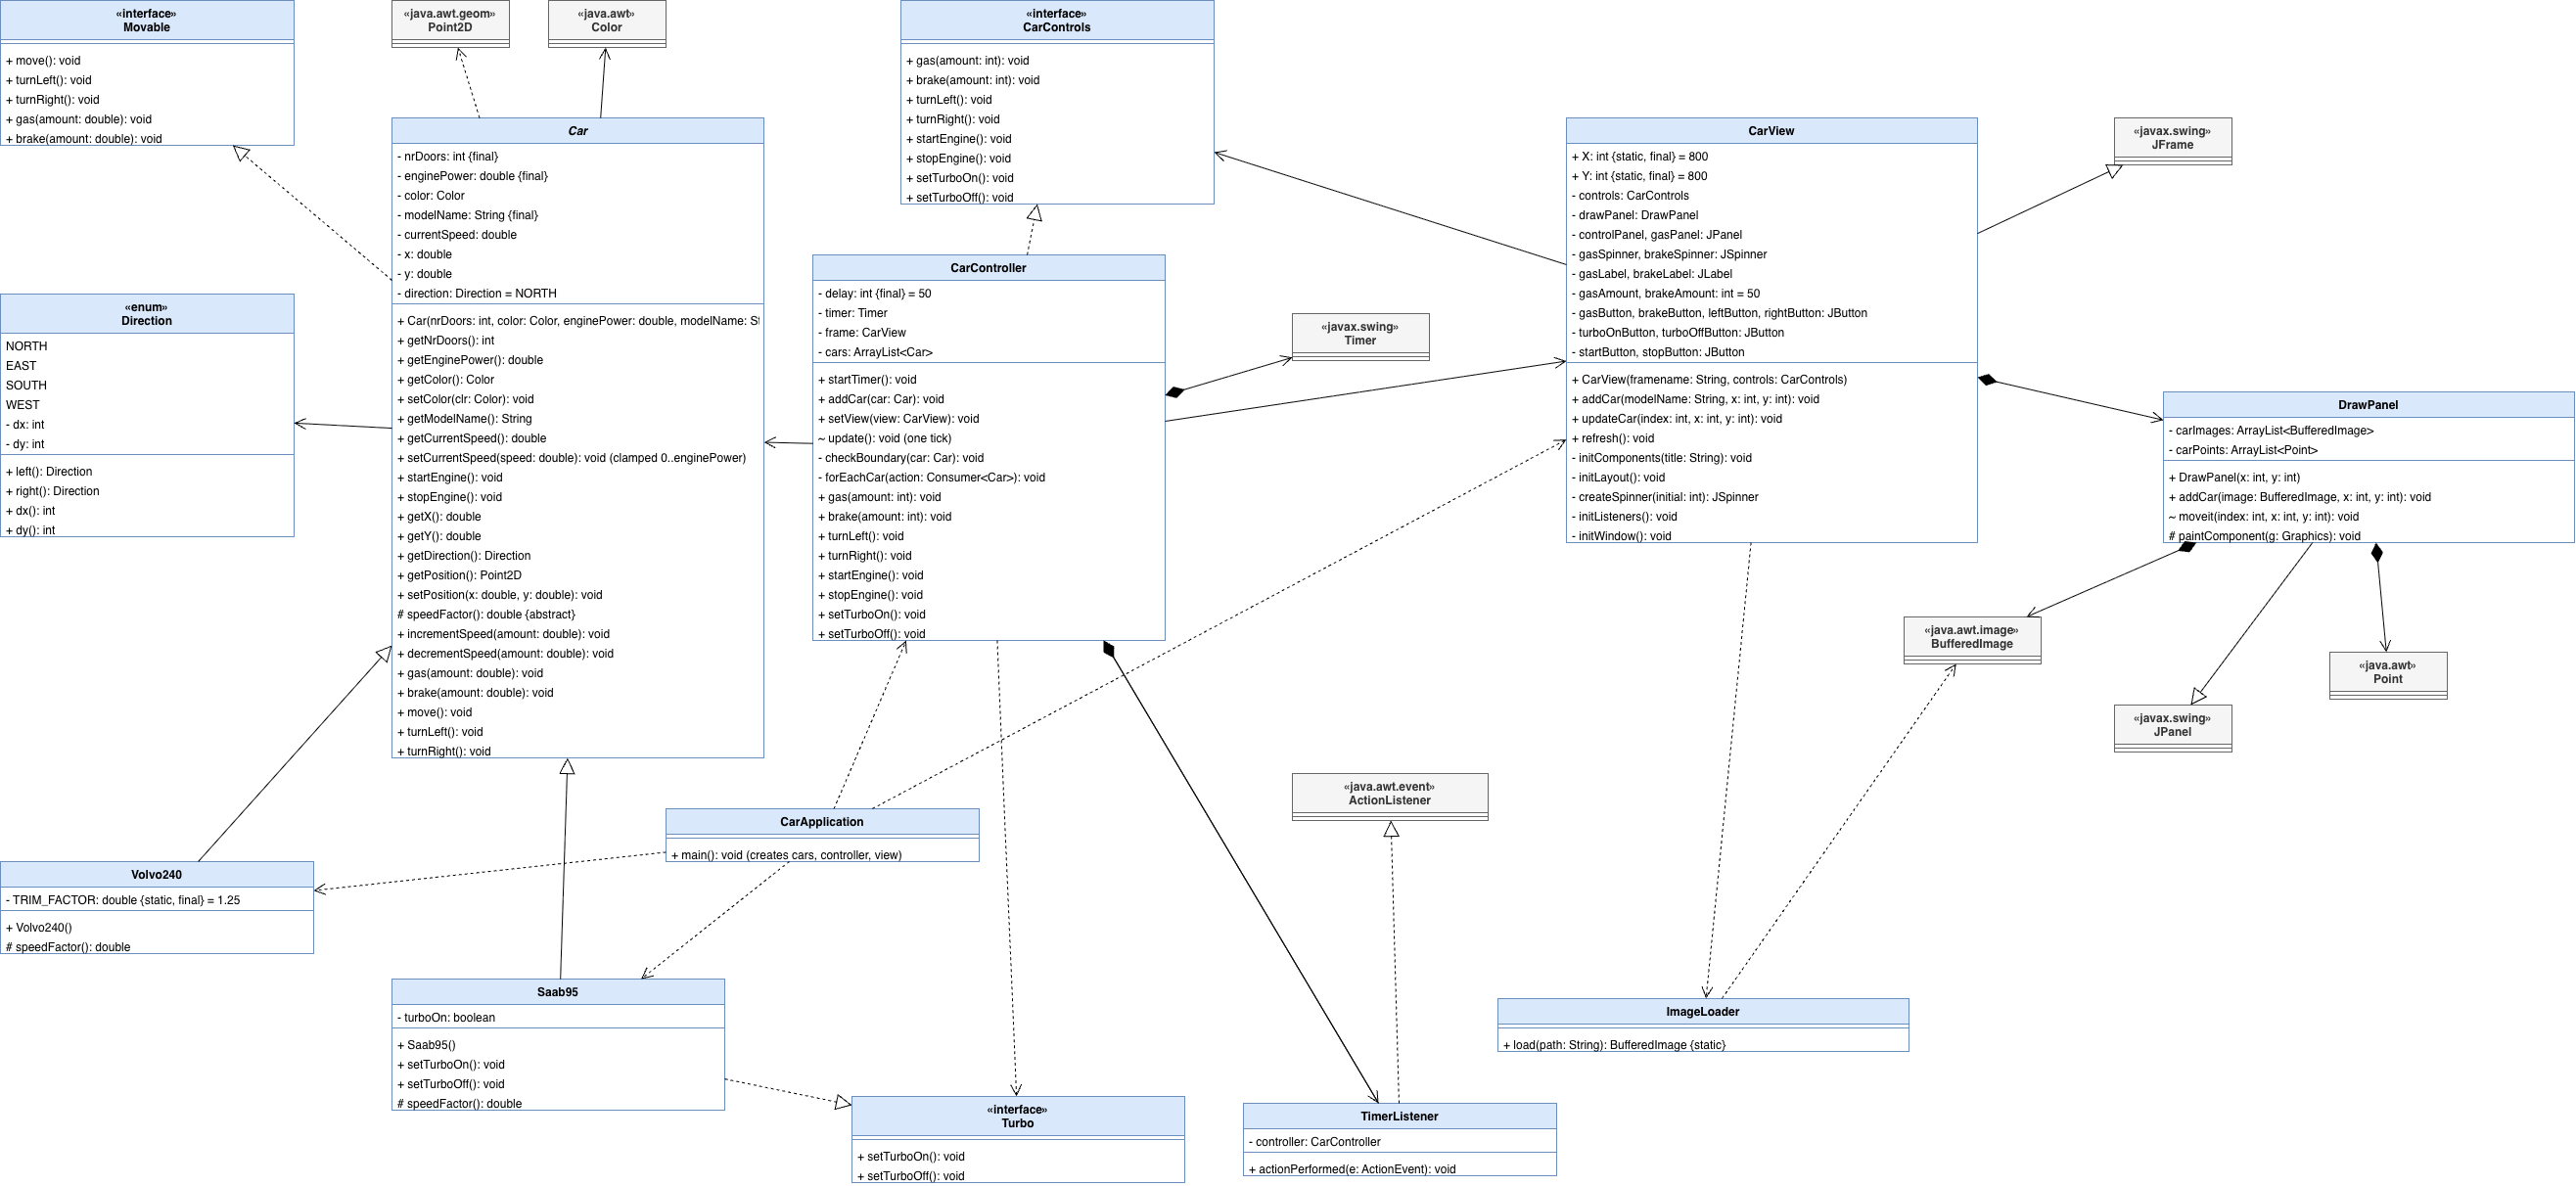 «interface»
Movable
+ move(): void
+ turnLeft(): void
+ turnRight(): void
+ gas(amount: double): void
+ brake(amount: double): void
«java.awt.geom»
Point2D
«java.awt»
Color
«interface»
CarControls
+ gas(amount: int): void
+ brake(amount: int): void
+ turnLeft(): void
+ turnRight(): void
+ startEngine(): void
+ stopEngine(): void
+ setTurboOn(): void
+ setTurboOff(): void
Car
- nrDoors: int {final}
- enginePower: double {final}
- color: Color
- modelName: String {final}
- currentSpeed: double
- x: double
- y: double
- direction: Direction = NORTH
+ Car(nrDoors: int, color: Color, enginePower: double, modelName: St
+ getNrDoors(): int
+ getEnginePower(): double
+ getColor(): Color
+ setColor(clr: Color): void
+ getModelName(): String
+ getCurrentSpeed(): double
+ setCurrentSpeed(speed: double): void (clamped 0..enginePower)
+ startEngine(): void
+ stopEngine(): void
+ getX(): double
+ getY(): double
+ getDirection(): Direction
+ getPosition(): Point2D
+ setPosition(x: double, y: double): void
# speedFactor(): double {abstract}
+ incrementSpeed(amount: double): void
+ decrementSpeed(amount: double): void
+ gas(amount: double): void
+ brake(amount: double): void
+ move(): void
+ turnLeft(): void
+ turnRight(): void
«enum»
Direction
NORTH
EAST
SOUTH
WEST
- dx: int
- dy: int
+ left(): Direction
+ right(): Direction
+ dx(): int
+ dy(): int
CarController
- delay: int {final} = 50
- timer: Timer
- frame: CarView
- cars: ArrayList<Car>
+ startTimer(): void
+ addCar(car: Car): void
+ setView(view: CarView): void
~ update(): void (one tick)
- checkBoundary(car: Car): void
- forEachCar(action: Consumer<Car>): void
+ gas(amount: int): void
+ brake(amount: int): void
+ turnLeft(): void
+ turnRight(): void
+ startEngine(): void
+ stopEngine(): void
+ setTurboOn(): void
+ setTurboOff(): void
«javax.swing»
Timer
CarView
+ X: int {static, final} = 800
+ Y: int {static, final} = 800
- controls: CarControls
- drawPanel: DrawPanel
- controlPanel, gasPanel: JPanel
- gasSpinner, brakeSpinner: JSpinner
- gasLabel, brakeLabel: JLabel
- gasAmount, brakeAmount: int = 50
- gasButton, brakeButton, leftButton, rightButton: JButton
- turboOnButton, turboOffButton: JButton
- startButton, stopButton: JButton
+ CarView(framename: String, controls: CarControls)
+ addCar(modelName: String, x: int, y: int): void
+ updateCar(index: int, x: int, y: int): void
+ refresh(): void
- initComponents(title: String): void
- initLayout(): void
- createSpinner(initial: int): JSpinner
- initListeners(): void
- initWindow(): void
«javax.swing»
JFrame
DrawPanel
- carImages: ArrayList<BufferedImage>
- carPoints: ArrayList<Point>
+ DrawPanel(x: int, y: int)
+ addCar(image: BufferedImage, x: int, y: int): void
~ moveit(index: int, x: int, y: int): void
# paintComponent(g: Graphics): void
«java.awt.image»
BufferedImage
«java.awt»
Point
«javax.swing»
JPanel
CarApplication
+ main(): void (creates cars, controller, view)
«java.awt.event»
ActionListener
Volvo240
- TRIM_FACTOR: double {static, final} = 1.25
+ Volvo240()
# speedFactor(): double
Saab95
- turboOn: boolean
+ Saab95()
+ setTurboOn(): void
+ setTurboOff(): void
# speedFactor(): double
«interface»
Turbo
+ setTurboOn(): void
+ setTurboOff(): void
TimerListener
- controller: CarController
+ actionPerformed(e: ActionEvent): void
ImageLoader
+ load(path: String): BufferedImage {static}